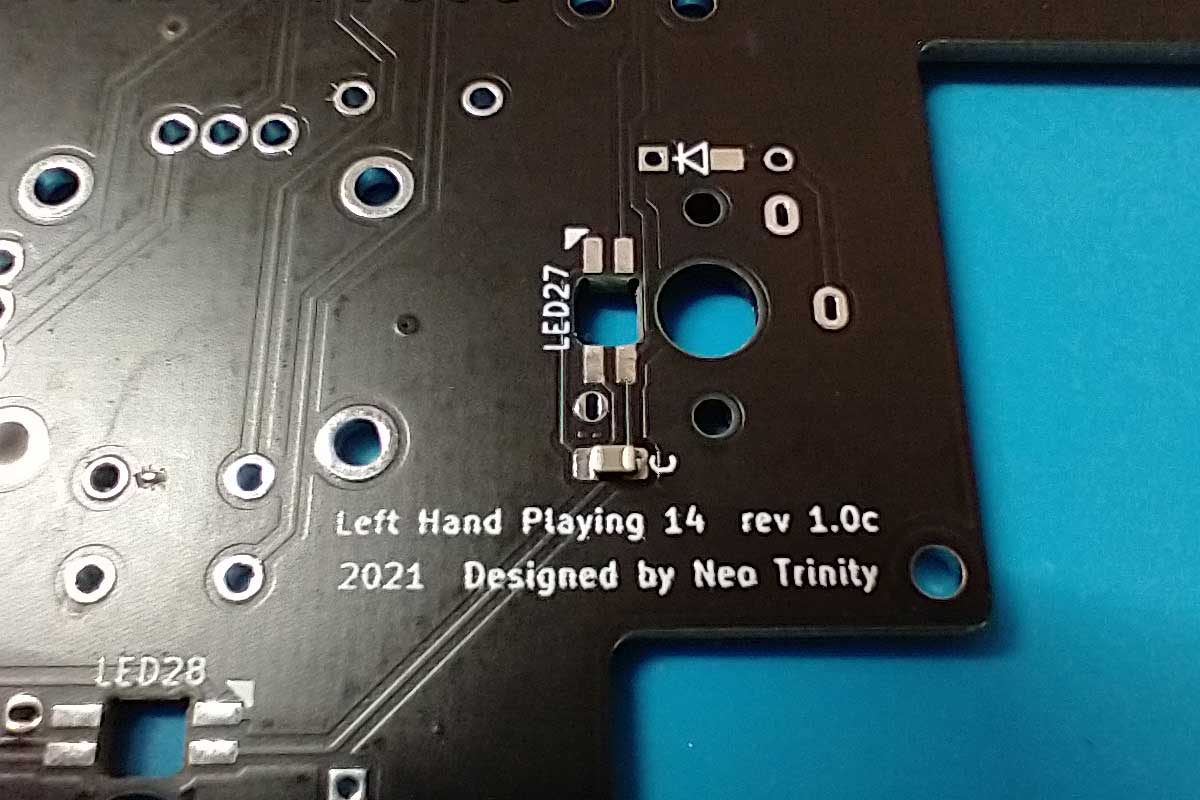 LED27
C
Left Hand Playing 14 rev 1.0c
2021 Designed by Neo Trinity
LED28